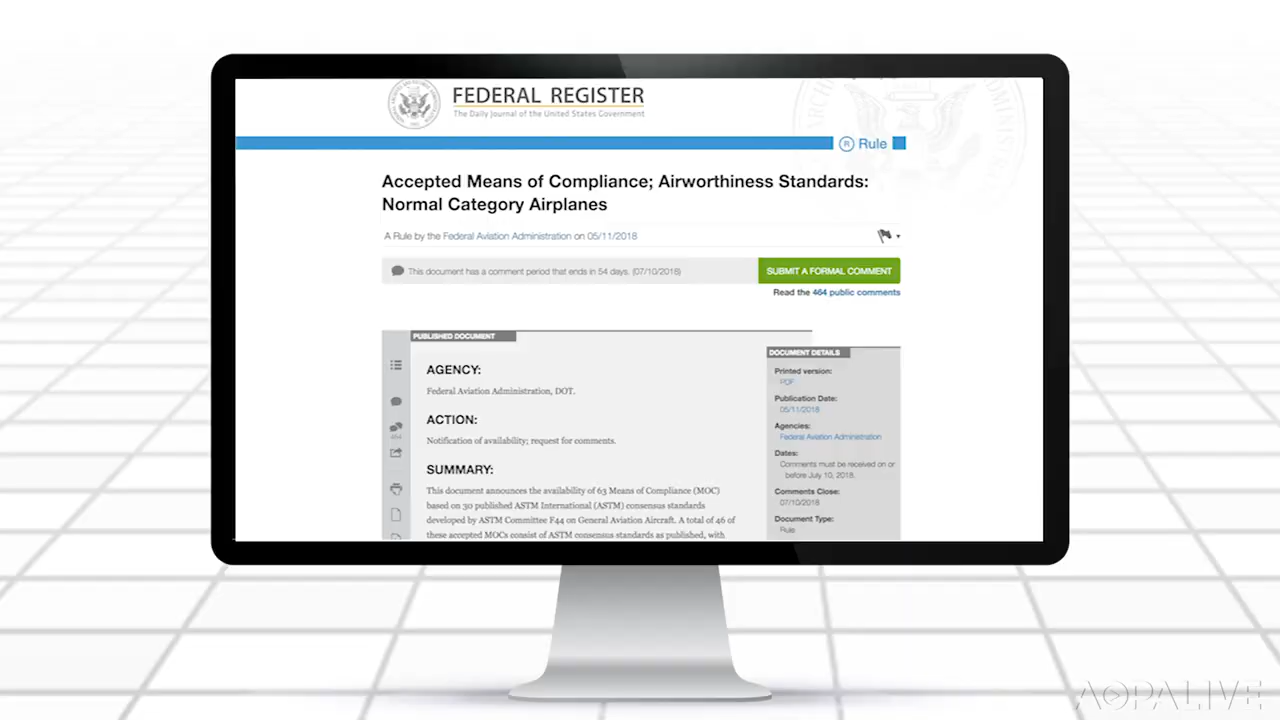 FEDERAL REGISTER
The Daily Journal of the United States Government
® Rule
Accepted Means of Compliance; Airworthiness Standards:
Normal Category Airplanes
A Rule by the Federal Aviation Administration on 05/11/2018
This document has a comment period that ends in 54 days. (07/10/2018)
SUBMIT A FORMAL COMMENT
Read the 464 public comments
PUBLISHED DOCUMENT
AGENCY:
Federal Aviation Administration, DOT.
ACTION:
Notification of availability; request for comments.
SUMMARY:
This document announces the availability of 63 Means of Compliance (MOC)
based on 30 published ASTM International (ASTM) consensus standards
developed by ASTM Committee F44 on General Aviation Aircraft. A total of 46 of
these accepted MOCs consist of ASTM consensus standards as published, with
DOCUMENT DETAILS
Printed version:
PDF
Publication Date:
05/11/2018
Agencies:
Federal Aviation Administration
Dates:
Comments must be received on or
before July 10, 2018.
Comments Close:
07/10/2018
Document Type:
Rule
AOPA LIVE